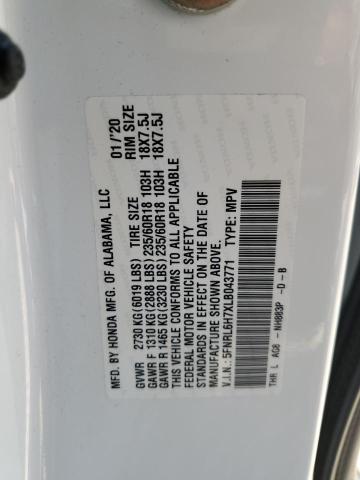 MFD. BY HONDA MFG. OF ALABAMA, LLC 01/'20
TIRE SIZE RIM SIZE
GVWR 2730 KG(6019 LBS)
GAWR F 1310 KG(2888 LBS)235/60R18 103H 18X7.5J
GAWR R 1465 KG(3230 LBS)235/60R18 103H 18X7.5J
THIS VEHICLE CONFORMS TO ALL APPLICABLE
FEDERAL MOTOR VEHICLE SAFETY
STANDARDS IN EFFECT ON THE DATE OF
MANUFACTURE SHOWN ABOVE.
V.I.N.: 5FNRL6H7XLB043771 TYPE: MPV
THR L AG8 -NH883P -D -B